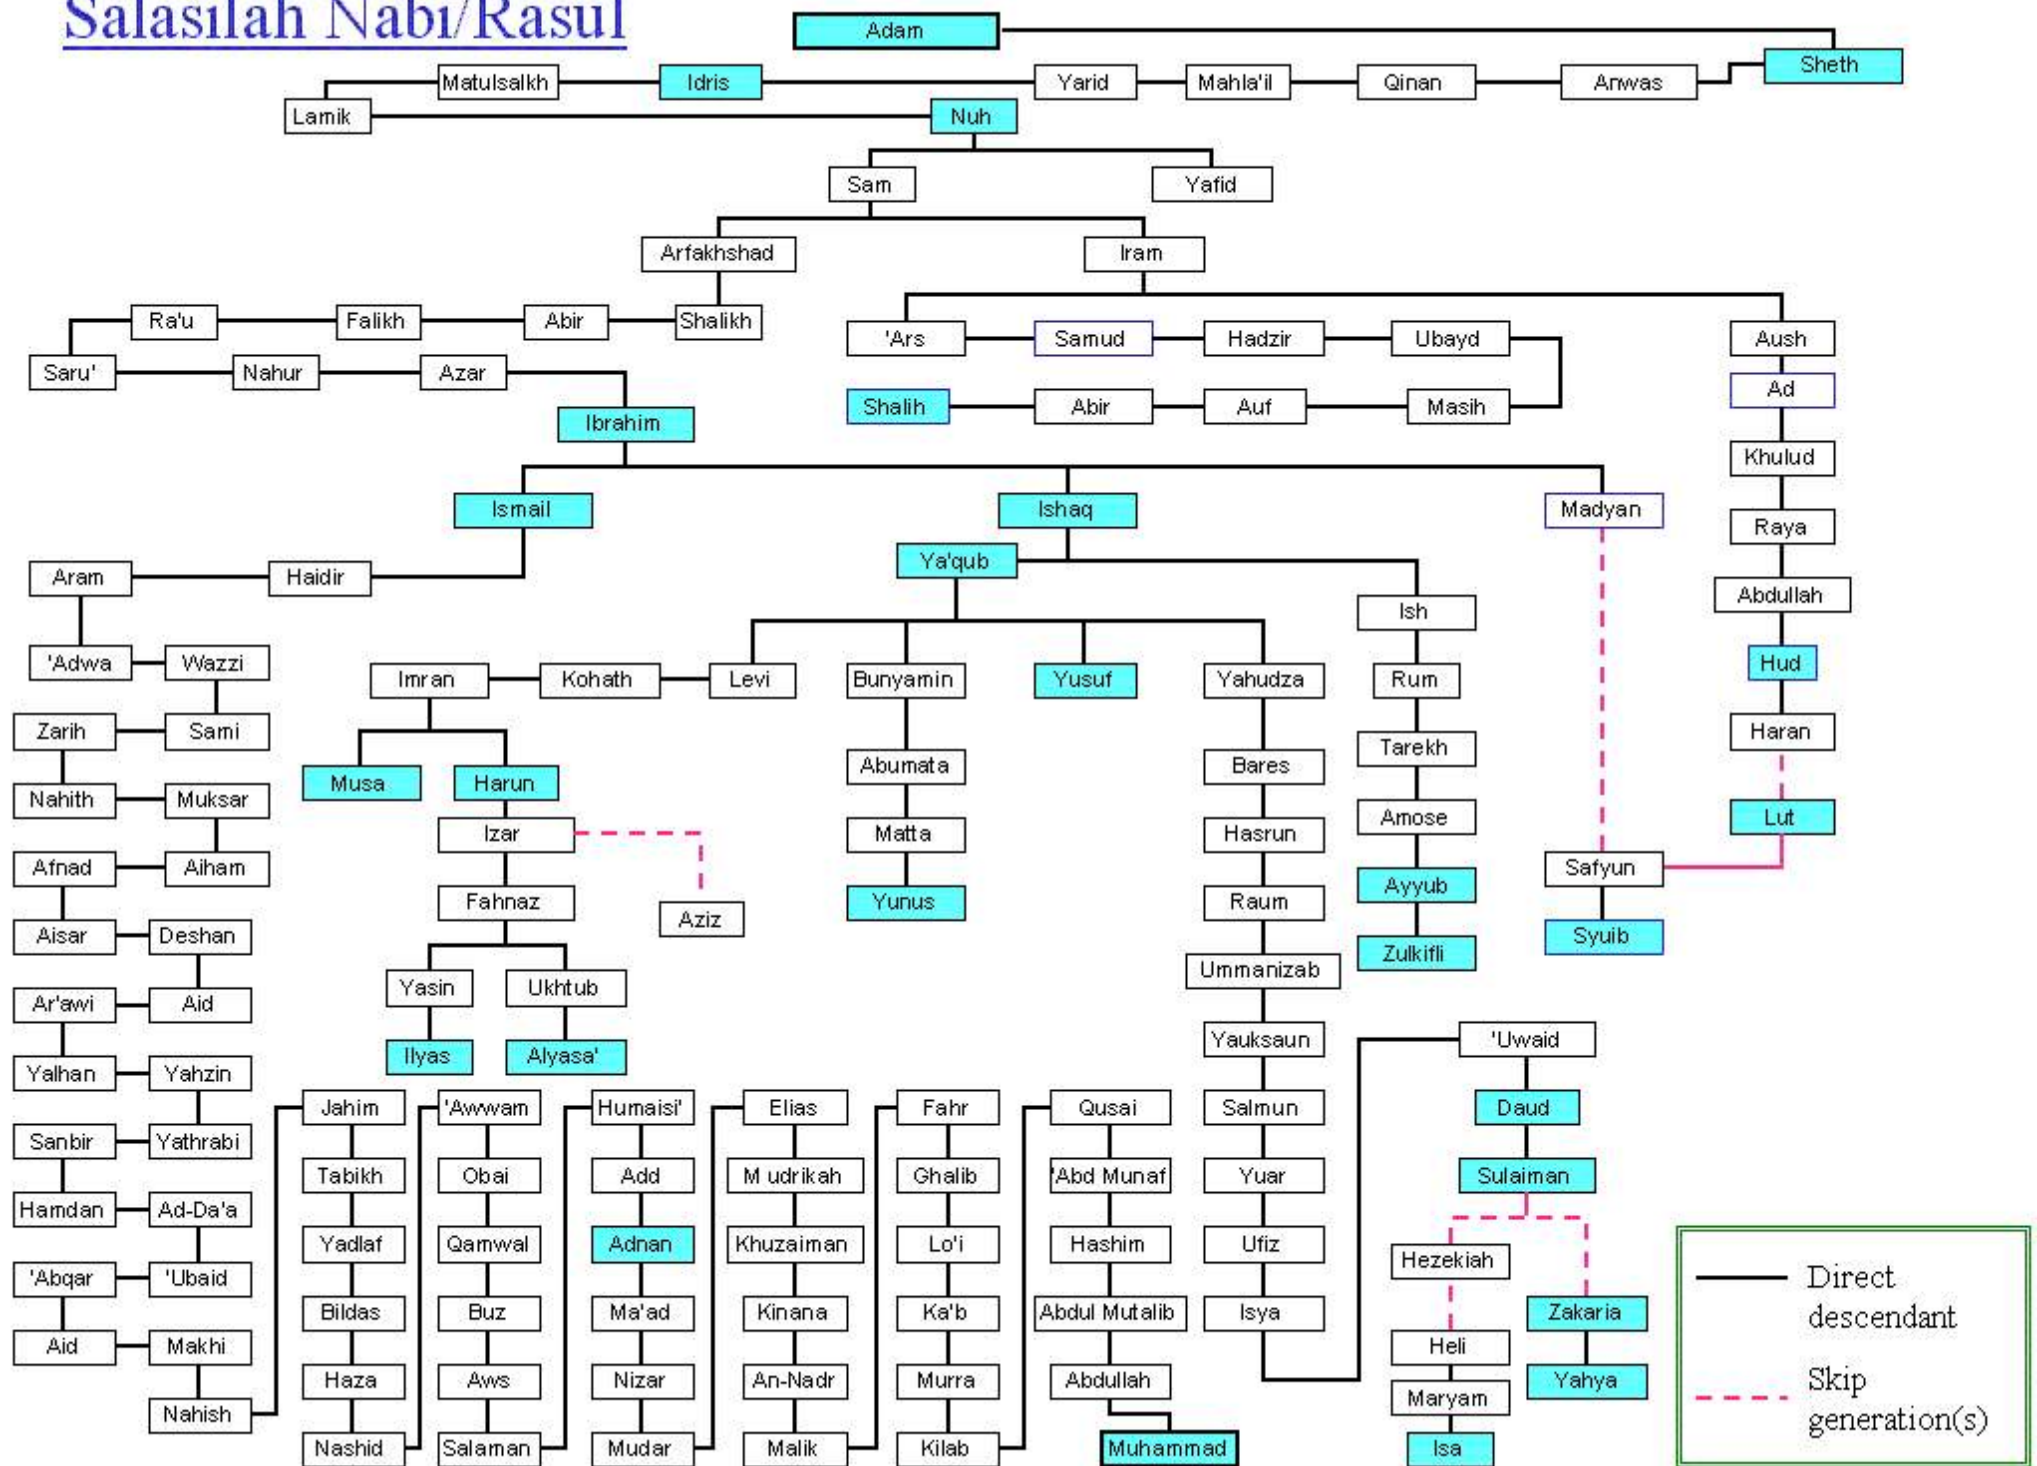 Salasilah Nabi/Rasul
Adam
Sheth
Matulsalkh
Idris
Yarid
Mahla'il
Qinan
Anwas
Lamik
Nuh
Sam
Yafid
Arfakhshad
Iram
Ra'u
Falikh
Abir
Shalikh
'Ars
Samud
Hadzir
Ubayd
Aush
Saru'
Nahur
Azar
Ad
Ibrahim
Shalih
Abir
Auf
Masih
Khulud
Ismail
Ishaq
Madyan
Raya
Aram
Haidir
Ya'qub
Abdullah
Ish
'Adwa
Wazzi
Imran
Kohath
Levi
Bunyamin
Yusuf
Yahudza
Rum
Hud
Zarih
Sami
Tarekh
Haran
Musa
Harun
Abumata
Bares
Nahith
Muksar
Izar
Matta
Hasrun
Amose
Lut
Afnad
Aiham
Safyun
Fahnaz
Aziz
Yunus
Raum
Ayyub
Aisar
Deshan
Syuib
Zulkifli
Yasin
Ukhtub
Ummanizab
Ar'awi
Aid
Ilyas
Alyasa'
Yauksaun
'Uwaid
Yalhan
Yahzin
Jahim
'Awwam
Humaisi'
Elias
Fahr
Qusai
Salmun
Daud
Sanbir
Yathrabi
Tabikh
Obai
Add
Mudrikah
Ghalib
'Abd Munaf
Yuar
Sulaiman
Hamdan
Ad-Da'a
Yadlaf
Qamwal
Adnan
Khuzaiman
Lo'i
Hashim
Ufiz
Hezekiah
'Abqar
'Ubaid
Bildas
Buz
Ma'ad
Kinana
Ka'b
Abdul Mutalib
Isya
Zakaria
Aid
Makhi
Heli
Haza
Aws
Nizar
An-Nadr
Murra
Abdullah
Maryam
Yahya
Nahish
Nashid
Salaman
Mudar
Malik
Kilab
Muhammad
Isa
Direct
descendant
Skip
generation(s)